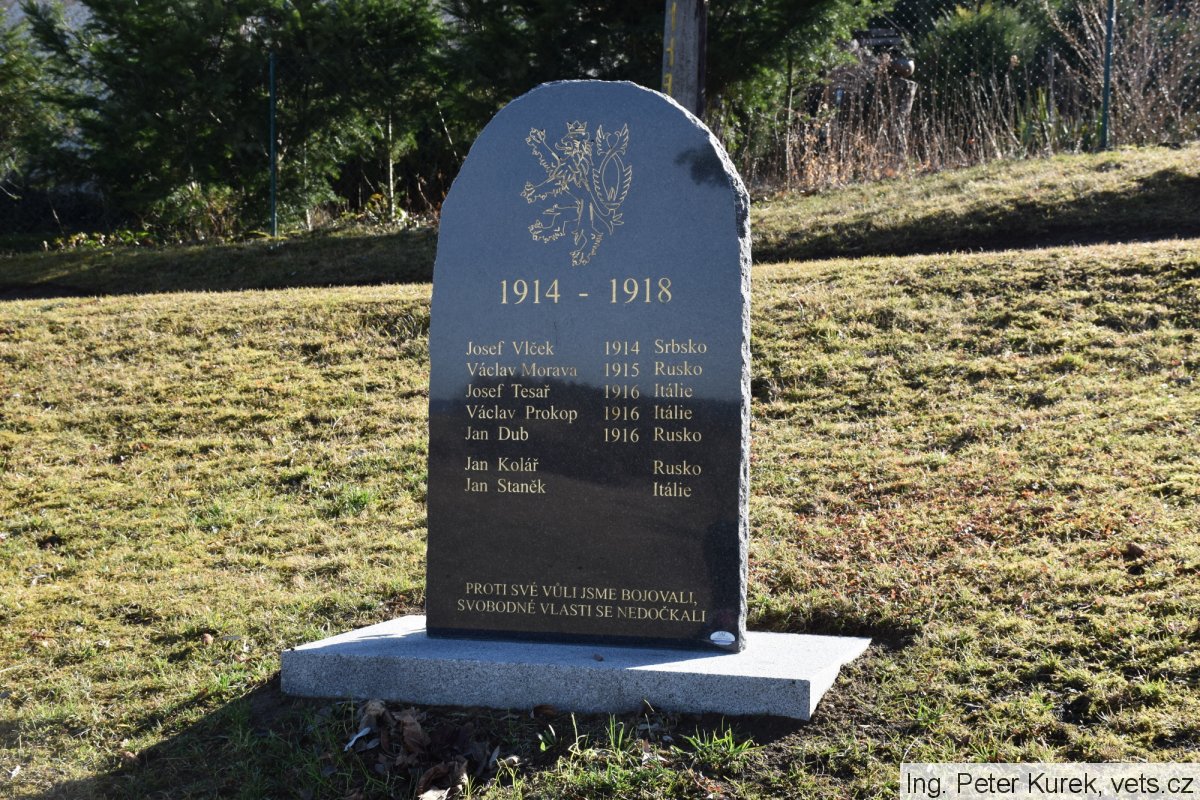 1914 - 1918
Josef Vlček 1914 Srbsko
Václav Morava 1915 Rusko
Josef Tesař 1916 Itálie
Václav Prokop 1916 Itálie
Jan Dub 1916 Rusko
Jan Kolář Rusko
Jan Staněk Itálie
PROTI SVÉ VŮLI JSME BOJOVALI,
SVOBODNÉ VLASTI SE NEDOČKALI
Ing. Peter Kurek, vets.cz